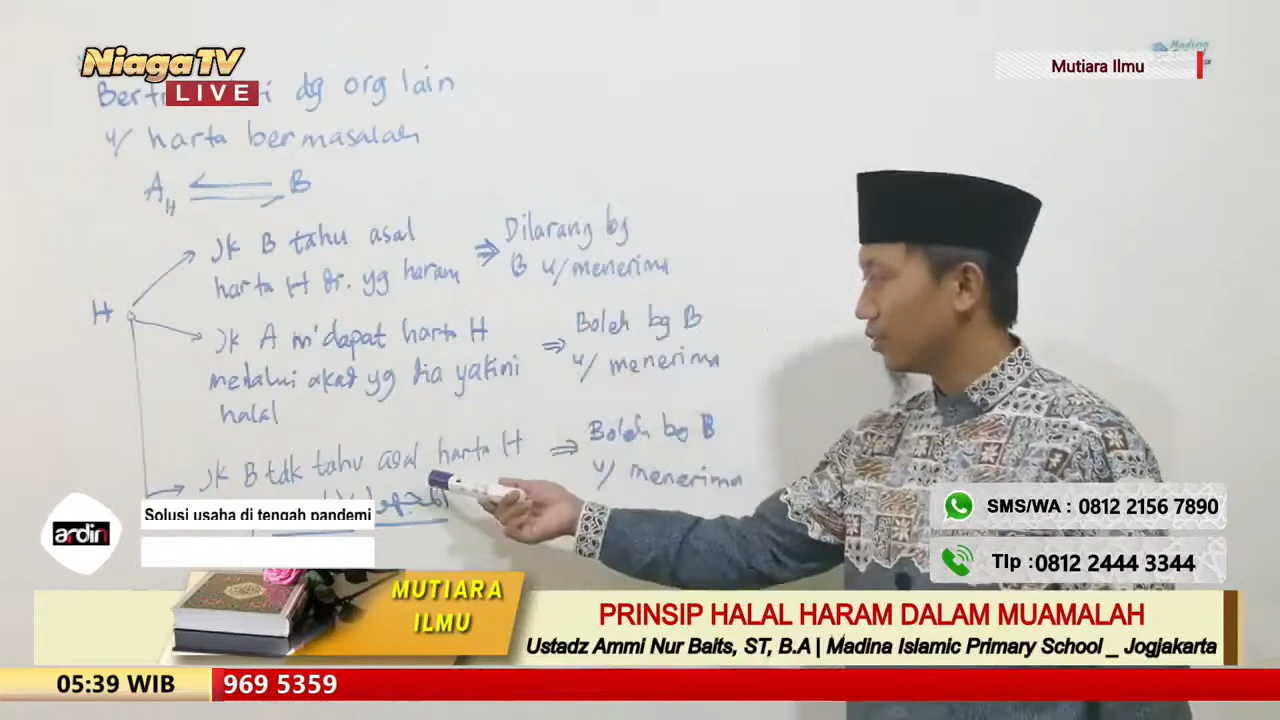 NiagaTV
LIVE
Mutiara Ilmu
Madina
dg org lain
u/ harta bermasalah
A H B
H
Jk B tahu asal
harta H dr. yg haram
Dilarang bg
B u/ menerima
Jk A m'dapat harta H
melalui akad yg dia yakini
halal
Boleh bg B
u/ menerima
Jk B tdk tahu asal harta H
Boleh bg B
u/ menerima
ardin
Solusi usaha di tengah pandemi
SMS/WA : 0812 2156 7890
Tlp : 0812 2444 3344
MUTIARA
ILMU
PRINSIP HALAL HARAM DALAM MUAMALAH
Ustadz Ammi Nur Baits, ST, B.A | Madina Islamic Primary School _ Jogjakarta
05:39 WIB
969 5359